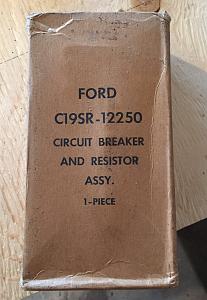 FORD
C19SR-12250
CIRCUIT BREAKER
AND RESISTOR
ASSY.
1-PIECE